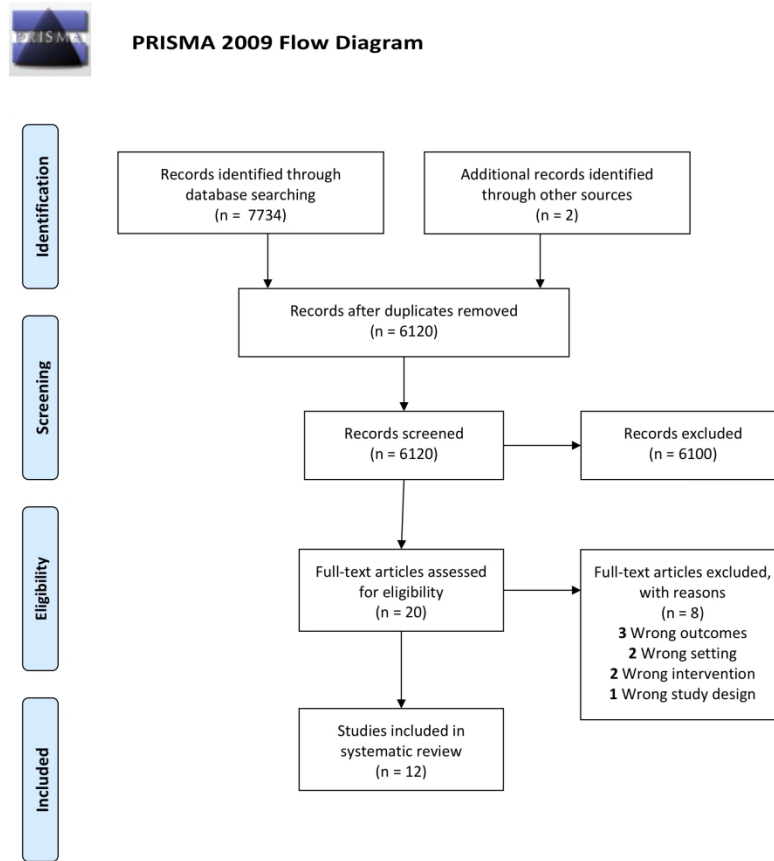 PRISMA
PRISMA 2009 Flow Diagram
Identification
Records identified through
database searching
(n = 7734)
Additional records identified
through other sources
(n = 2)
Records after duplicates removed
(n = 6120)
Screening
Records screened
(n = 6120)
Records excluded
(n = 6100)
Eligibility
Full-text articles assessed
for eligibility
(n = 20)
Full-text articles excluded,
with reasons
(n = 8)
3 Wrong outcomes
2 Wrong setting
2 Wrong intervention
1 Wrong study design
Included
Studies included in
systematic review
(n = 12)